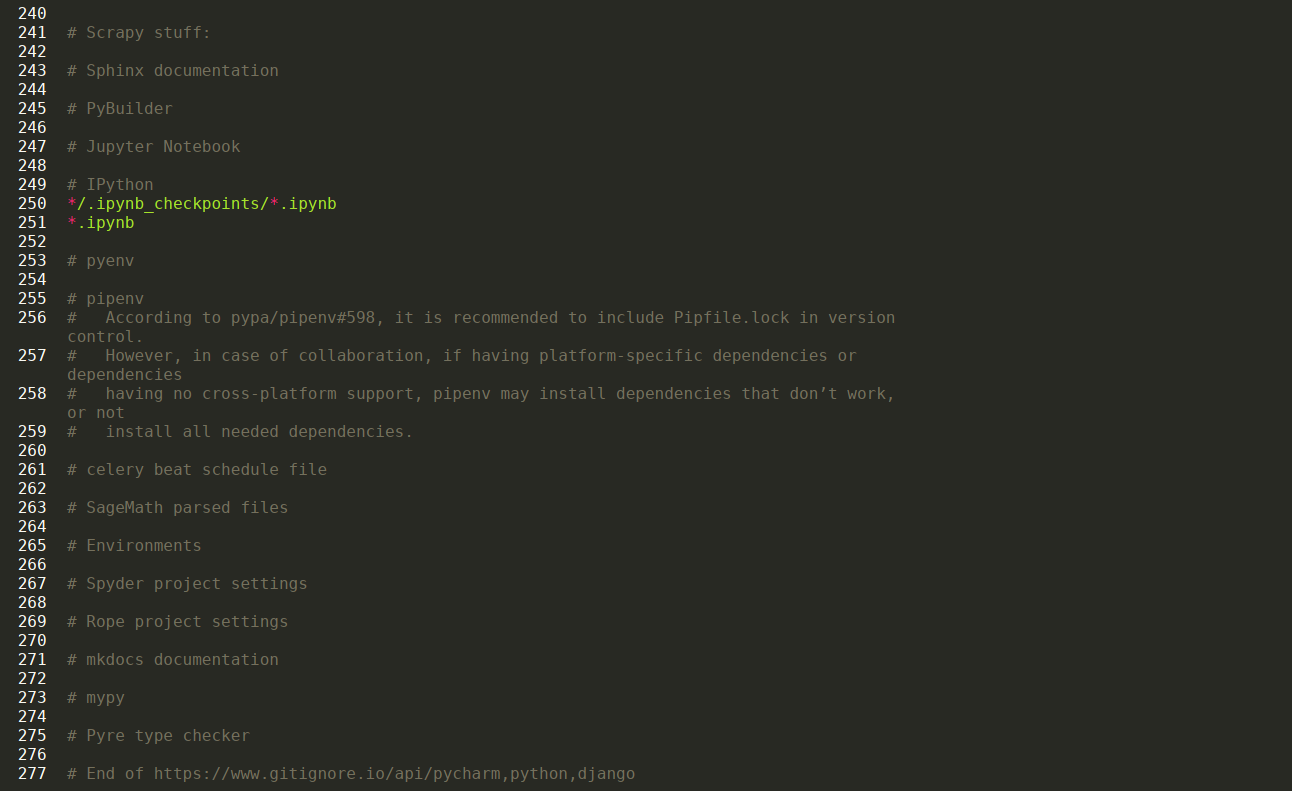 240
241 # Scrapy stuff:
242
243 # Sphinx documentation
244
245 # PyBuilder
246
247 # Jupyter Notebook
248
249 # IPython
250 */.ipynb_checkpoints/*.ipynb
251 *.ipynb
252
253 # pyenv
254
255 # pipenv
256 #   According to pypa/pipenv#598, it is recommended to include Pipfile.lock in version
control.
257 #   However, in case of collaboration, if having platform-specific dependencies or
dependencies
258 #   having no cross-platform support, pipenv may install dependencies that don’t work,
or not
259 #   install all needed dependencies.
260
261 # celery beat schedule file
262
263 # SageMath parsed files
264
265 # Environments
266
267 # Spyder project settings
268
269 # Rope project settings
270
271 # mkdocs documentation
272
273 # mypy
274
275 # Pyre type checker
276
277 # End of https://www.gitignore.io/api/pycharm,python,django